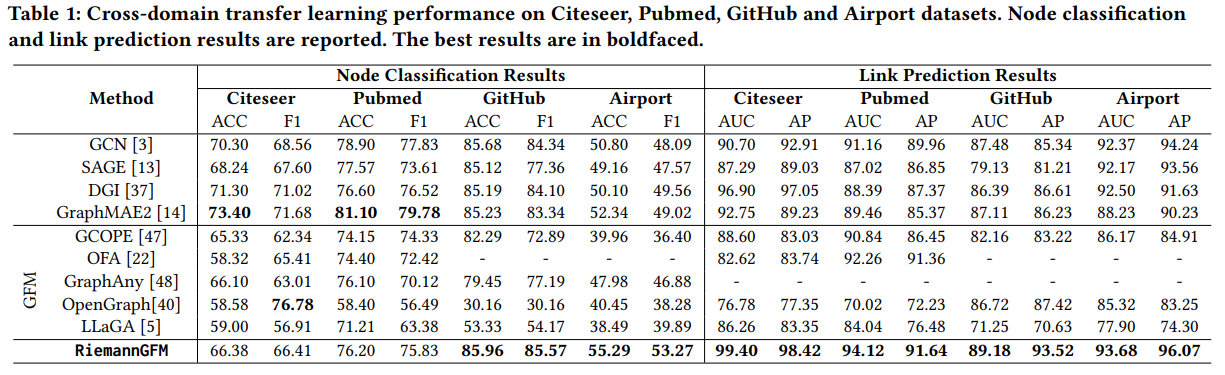 Table 1: Cross-domain transfer learning performance on Citeseer, Pubmed, GitHub and Airport datasets. Node classification
and link prediction results are reported. The best results are in boldfaced.
Method Node Classification Results Link Prediction Results
Citeseer Pubmed GitHub Airport Citeseer Pubmed GitHub Airport
ACC F1 ACC F1 ACC F1 ACC F1 AUC AP AUC AP AUC AP AUC AP
GCN [3] 70.30 68.56 78.90 77.83 85.68 84.34 50.80 48.09 90.70 92.91 91.16 89.96 87.48 85.34 92.37 94.24
SAGE [13] 68.24 67.60 77.57 73.61 85.12 77.36 49.16 47.57 87.29 89.03 87.02 86.85 79.13 81.21 92.17 93.56
DGI [37] 71.30 71.02 76.60 76.52 85.19 84.10 50.10 49.56 96.90 97.05 88.39 87.37 86.39 86.61 92.50 91.63
GraphMAE2 [14] 73.40 71.68 81.10 79.78 85.23 83.34 52.34 49.02 92.75 89.23 89.46 85.37 87.11 86.23 88.23 90.23
GFM
GCOPE [47] 65.33 62.34 74.15 74.33 82.29 72.89 39.96 36.40 88.60 83.03 90.84 86.45 82.16 83.22 86.17 84.91
OFA [22] 58.32 65.41 74.40 72.42 - - - - 82.62 83.74 92.26 91.36 - - - -
GraphAny [48] 66.10 63.01 76.10 70.12 79.45 77.19 47.98 46.88 - - - - - - - -
OpenGraph[40] 58.58 76.78 58.40 56.49 30.16 30.16 40.45 38.28 76.78 77.35 70.02 72.23 86.72 87.42 85.32 83.25
LLaGA [5] 59.00 56.91 71.21 63.38 53.33 54.17 38.49 39.89 86.26 83.35 84.04 76.48 71.25 70.63 77.90 74.30
RiemannGFM 66.38 66.41 76.20 75.83 85.96 85.57 55.29 53.27 99.40 98.42 94.12 91.64 89.18 93.52 93.68 96.07